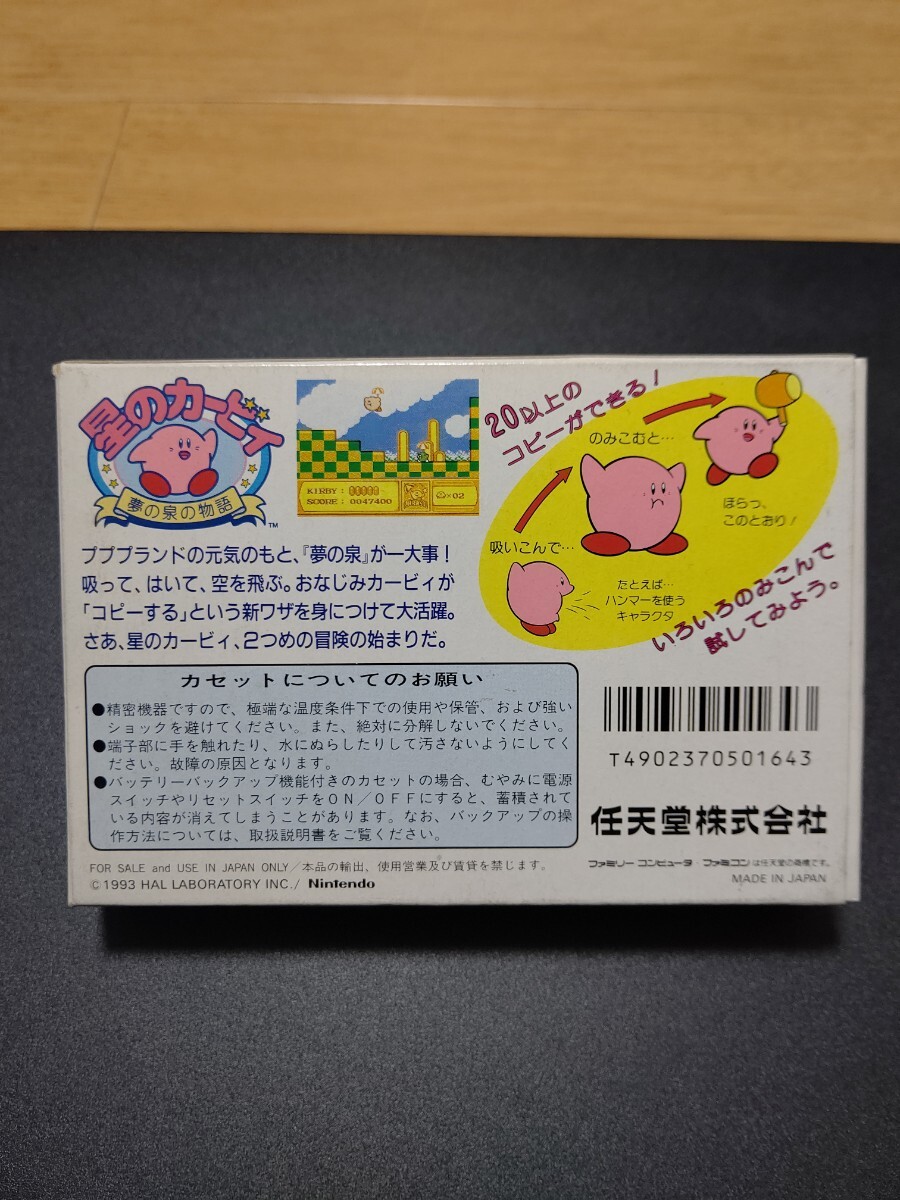 星のカービィ
夢の泉の物語
TM
KIRBY :
SCORE : 0047400
×02
20以上の
コピーができる!
のみこむと…
ほらっ、
このとおり!
吸いこんで…
たとえば…
ハンマーを使う
キャラクタ
いろいろのみこんで
試してみよう。
プププランドの元気のもと、『夢の泉』が一大事!
吸って、はいて、空を飛ぶ。おなじみカービィが
「コピーする」という新ワザを身につけて大活躍。
さあ、星のカービィ、2つめの冒険の始まりだ。
カセットについてのお願い
●精密機器ですので、極端な温度条件下での使用や保管、および強い
ショックを避けてください。また、絶対に分解しないでください。
●端子部に手を触れたり、水にぬらしたりして汚さないようにしてく
ださい。故障の原因となります。
●バッテリーバックアップ機能付きのカセットの場合、むやみに電源
スイッチやリセットスイッチをON/OFFにすると、蓄積されて
いる内容が消えてしまうことがあります。なお、バックアップの操
作方法については、取扱説明書をご覧ください。
FOR SALE and USE IN JAPAN ONLY/本品の輸出、使用営業及び賃貸を禁じます。
©1993 HAL LABORATORY INC./ Nintendo
T4902370501643
任天堂株式会社
ファミリーコンピュータ・ファミコンは任天堂の商標です。
MADE IN JAPAN